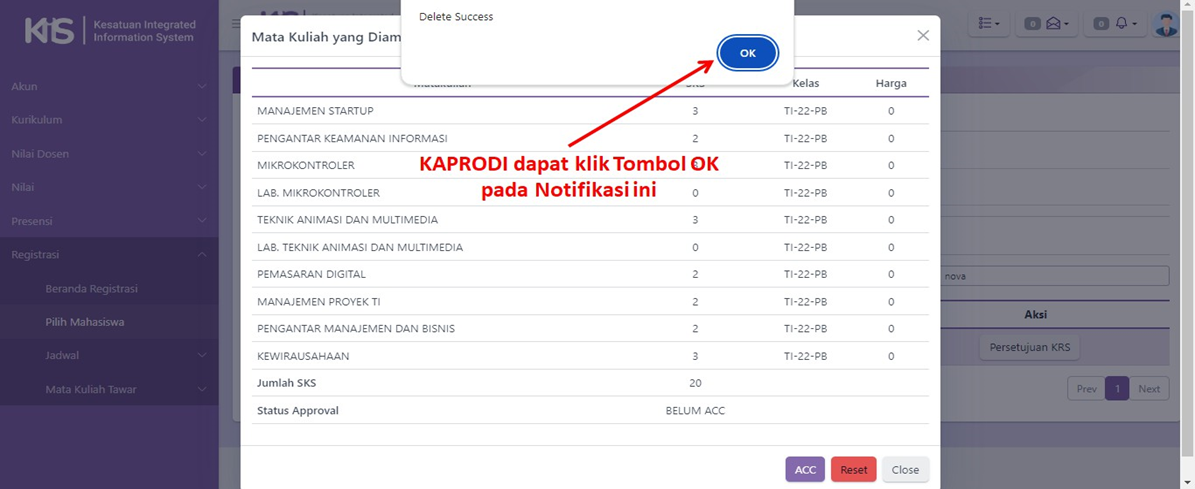 KIS
Kesatuan Integrated
Information System
0
0
Akun
Kurikulum
Nilai Dosen
Nilai
Presensi
Registrasi
Beranda Registrasi
Pilih Mahasiswa
Jadwal
Mata Kuliah Tawar
Delete Success
OK
Mata Kuliah yang Diam
Matakuliah SKS Kelas Harga
MANAJEMEN STARTUP 3 TI-22-PB 0
PENGANTAR KEAMANAN INFORMASI 2 TI-22-PB 0
MIKROKONTROLER 3 TI-22-PB 0
KAPRODI dapat klik Tombol OK
pada Notifikasi ini
LAB. MIKROKONTROLER 0 TI-22-PB 0
TEKNIK ANIMASI DAN MULTIMEDIA 3 TI-22-PB 0
LAB. TEKNIK ANIMASI DAN MULTIMEDIA 0 TI-22-PB 0
PEMASARAN DIGITAL 2 TI-22-PB 0
MANAJEMEN PROYEK TI 2 TI-22-PB 0
PENGANTAR MANAJEMEN DAN BISNIS 2 TI-22-PB 0
KEWIRAUSAHAAN 3 TI-22-PB 0
Jumlah SKS 20
Status Approval BELUM ACC
ACC Reset Close
nova
Aksi
Persetujuan KRS
Prev 1 Next